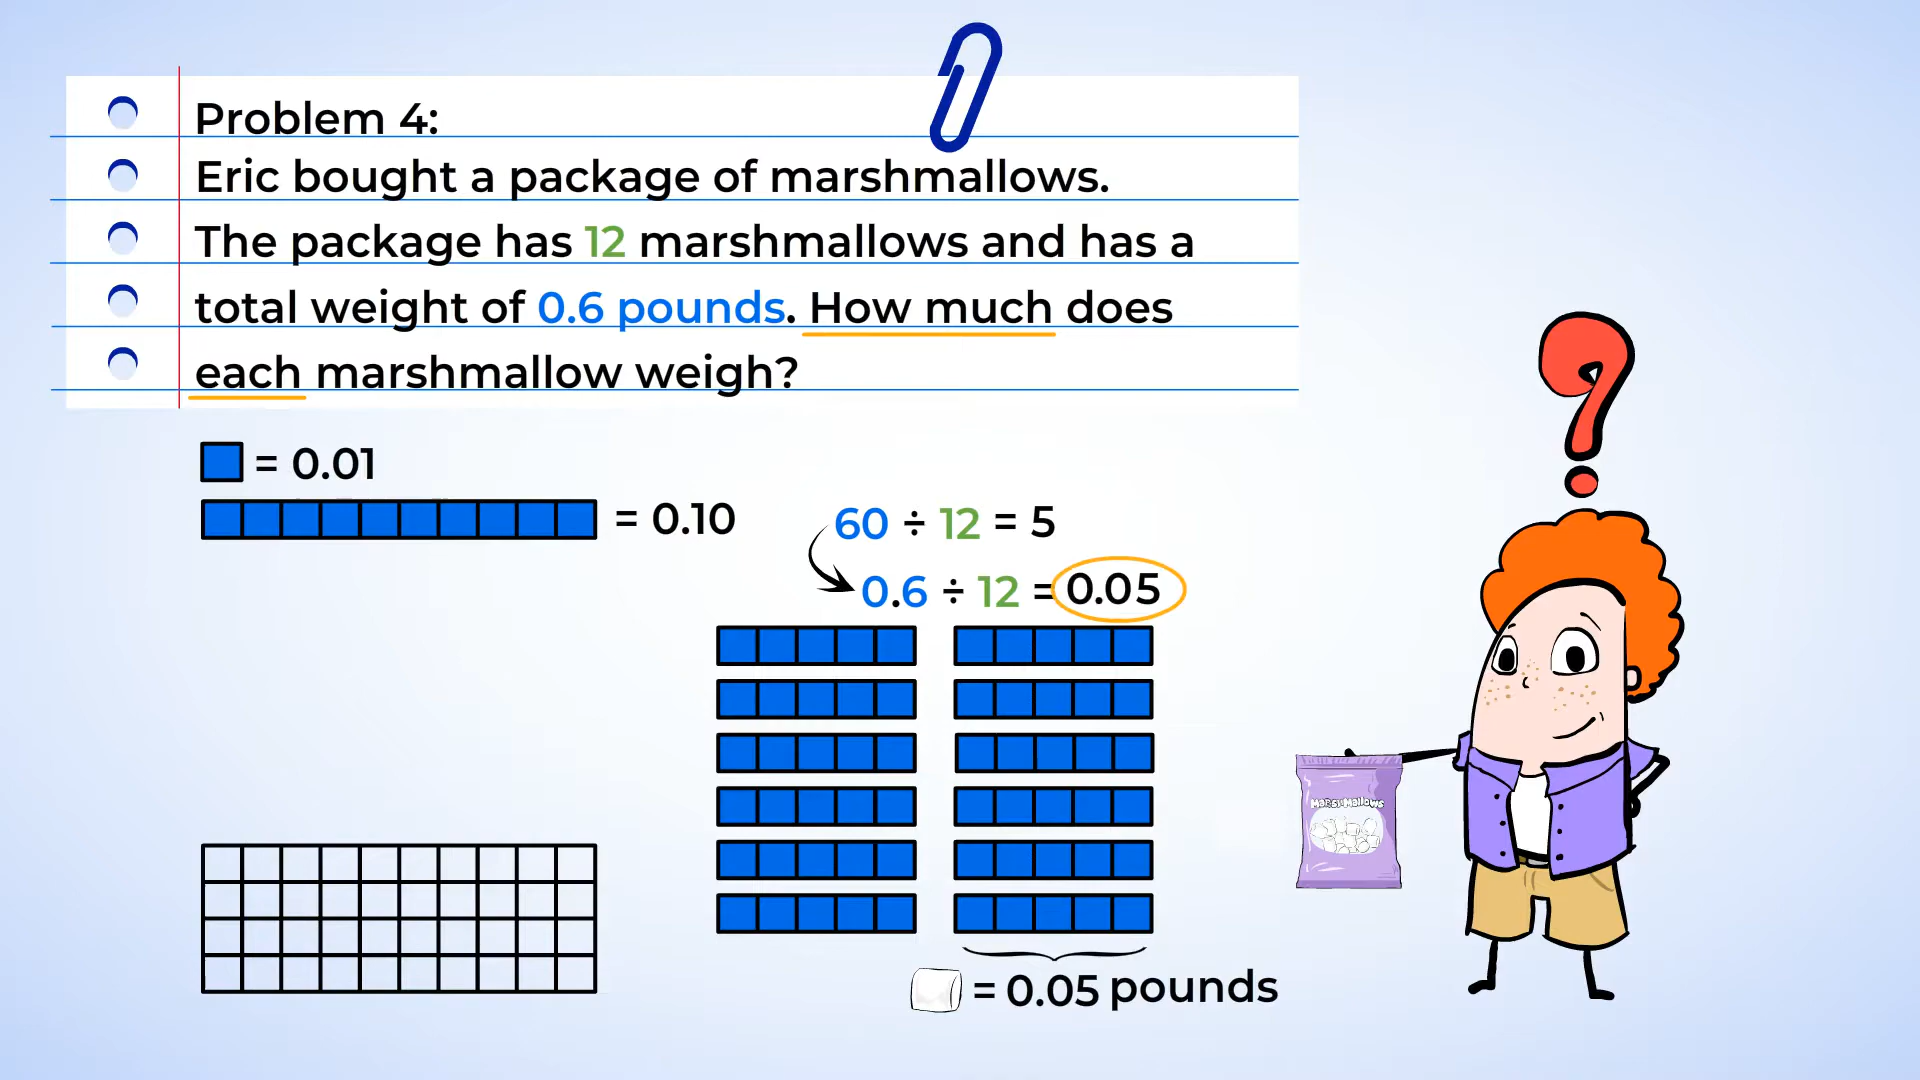 Problem 4:
Eric bought a package of marshmallows.
The package has 12 marshmallows and has a
total weight of 0.6 pounds. How much does
each marshmallow weigh?
= 0.01
= 0.10
60 ÷ 12 = 5
0.6 ÷ 12 = 0.05
MARSHMALLOWS
= 0.05 pounds